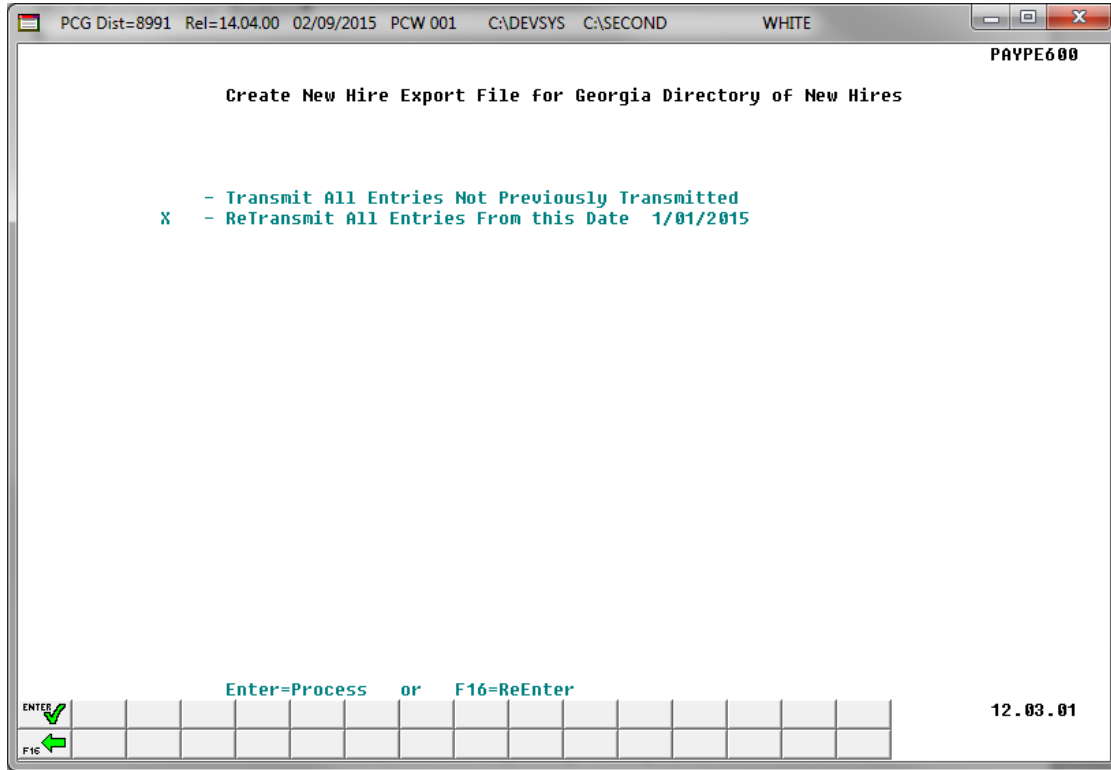 PCG Dist=8991 Rel=14.04.00 02/09/2015 PCW 001 C:\DEVSYS C:\SECOND WHITE
PAYPE600
Create New Hire Export File for Georgia Directory of New Hires
- Transmit All Entries Not Previously Transmitted
X - ReTransmit All Entries From this Date 1/01/2015
Enter=Process or F16=ReEnter
ENTER
12.03.01
F16